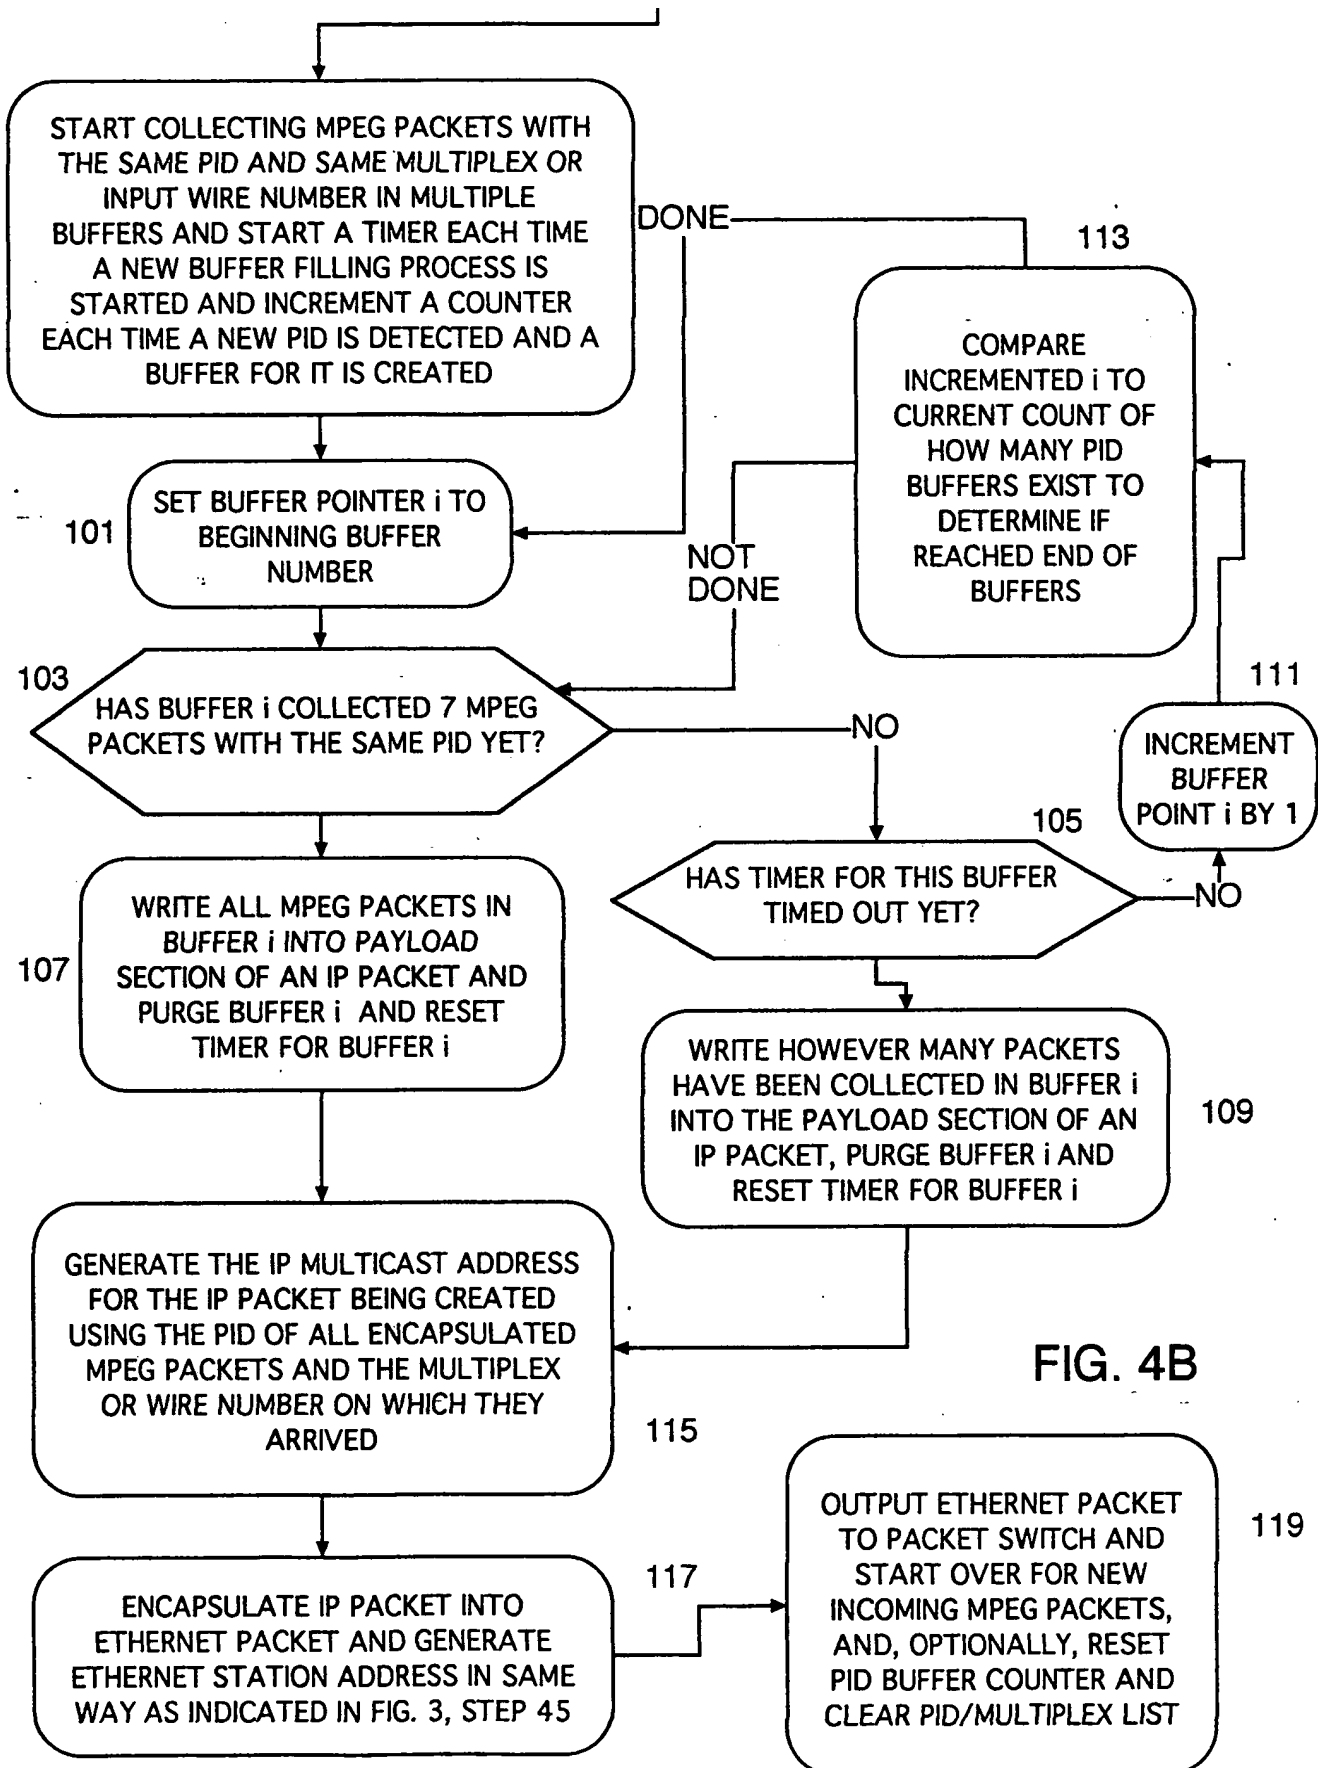 START COLLECTING MPEG PACKETS WITH
THE SAME PID AND SAME MULTIPLEX OR
INPUT WIRE NUMBER IN MULTIPLE
BUFFERS AND START A TIMER EACH TIME
A NEW BUFFER FILLING PROCESS IS
STARTED AND INCREMENT A COUNTER
EACH TIME A NEW PID IS DETECTED AND A
BUFFER FOR IT IS CREATED
DONE
113
COMPARE
INCREMENTED i TO
CURRENT COUNT OF
HOW MANY PID
BUFFERS EXIST TO
DETERMINE IF
REACHED END OF
BUFFERS
101
SET BUFFER POINTER i TO
BEGINNING BUFFER
NUMBER
NOT
DONE
103
HAS BUFFER i COLLECTED 7 MPEG
PACKETS WITH THE SAME PID YET?
NO
111
INCREMENT
BUFFER
POINT i BY 1
105
HAS TIMER FOR THIS BUFFER
TIMED OUT YET?
NO
107
WRITE ALL MPEG PACKETS IN
BUFFER i INTO PAYLOAD
SECTION OF AN IP PACKET AND
PURGE BUFFER i AND RESET
TIMER FOR BUFFER i
WRITE HOWEVER MANY PACKETS
HAVE BEEN COLLECTED IN BUFFER i
INTO THE PAYLOAD SECTION OF AN
IP PACKET, PURGE BUFFER i AND
RESET TIMER FOR BUFFER i
109
GENERATE THE IP MULTICAST ADDRESS
FOR THE IP PACKET BEING CREATED
USING THE PID OF ALL ENCAPSULATED
MPEG PACKETS AND THE MULTIPLEX
OR WIRE NUMBER ON WHICH THEY
ARRIVED
115
FIG. 4B
117
ENCAPSULATE IP PACKET INTO
ETHERNET PACKET AND GENERATE
ETHERNET STATION ADDRESS IN SAME
WAY AS INDICATED IN FIG. 3, STEP 45
OUTPUT ETHERNET PACKET
TO PACKET SWITCH AND
START OVER FOR NEW
INCOMING MPEG PACKETS,
AND, OPTIONALLY, RESET
PID BUFFER COUNTER AND
CLEAR PID/MULTIPLEX LIST
119